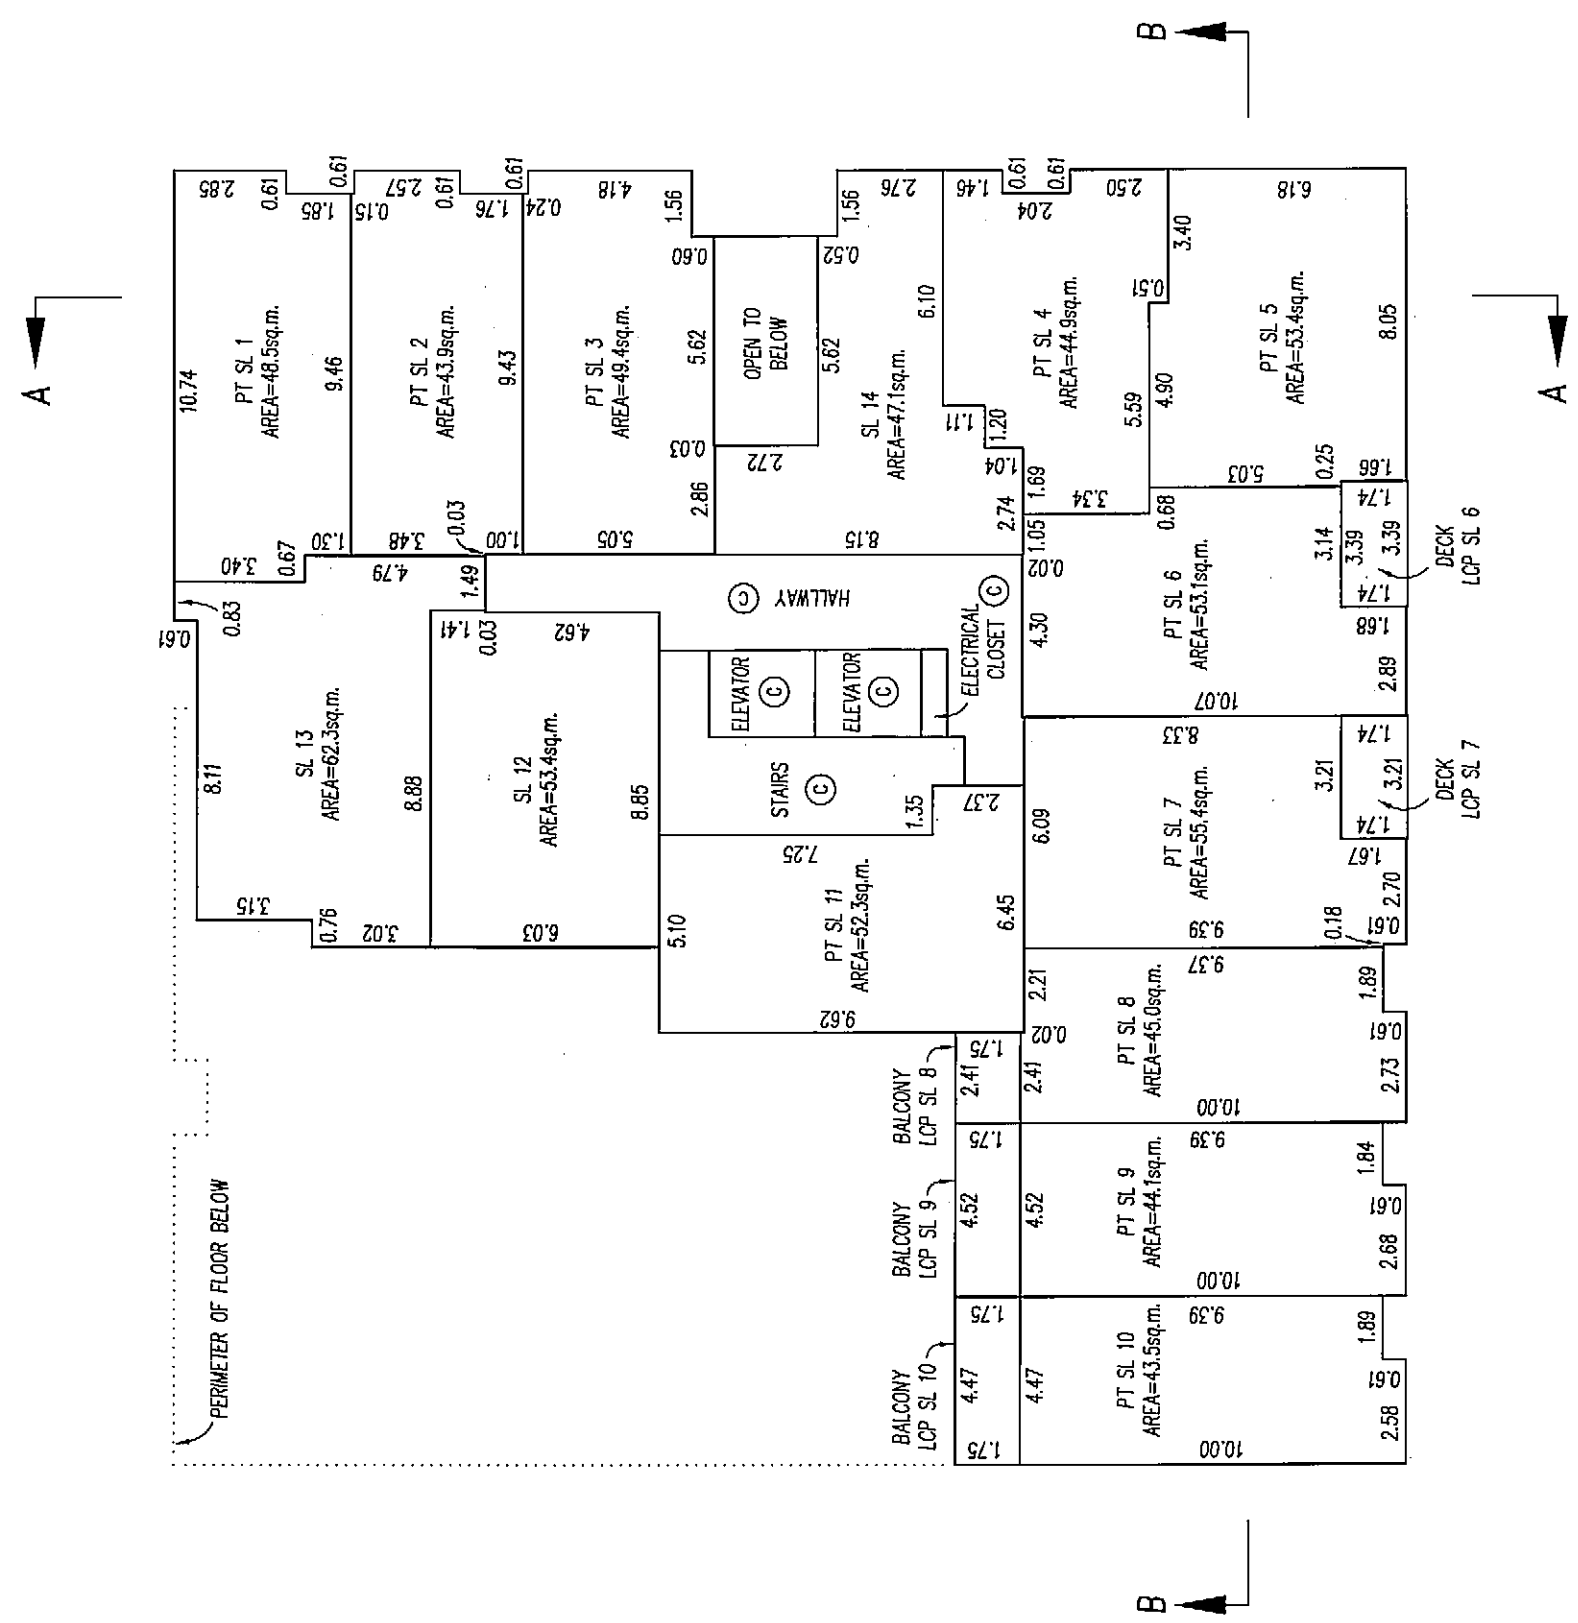 A
B
10.74
2.85
0.61
1.85
0.61
PT SL 1
AREA=48.5sq.m.
9.46
1.30
3.40
0.67
0.83
0.61
0.15
2.57
0.61
1.76
0.61
PT SL 2
AREA=43.9sq.m.
9.43
1.00
3.48
0.03
4.79
1.49
0.24
4.18
1.56
0.60
PT SL 3
AREA=49.4sq.m.
5.62
0.03
2.86
5.05
OPEN TO
BELOW
5.62
2.72
0.52
1.56
2.76
SL 14
AREA=47.1sq.m.
6.10
1.11
1.20
1.04
2.74
8.15
1.46
0.61
0.61
2.04
2.50
PT SL 4
AREA=44.9sq.m.
0.51
5.59
3.34
1.69
3.40
6.18
PT SL 5
AREA=53.4sq.m.
4.90
8.05
5.03
0.25
1.66
1.05
0.02
4.30
0.68
PT SL 6
AREA=53.1sq.m.
3.14
3.39
1.74
3.39
1.74
DECK
LCP SL 6
1.68
2.89
10.07
8.33
PT SL 7
AREA=55.4sq.m.
6.09
3.21
1.74
3.21
1.74
DECK
LCP SL 7
1.67
2.70
0.61
0.18
9.39
9.37
PT SL 8
AREA=45.0sq.m.
2.21
0.02
2.41
1.89
0.61
2.73
10.00
BALCONY
LCP SL 8
2.41
1.75
9.39
PT SL 9
AREA=44.1sq.m.
4.52
1.84
0.61
2.68
10.00
BALCONY
LCP SL 9
4.52
1.75
9.39
PT SL 10
AREA=43.5sq.m.
4.47
1.89
0.61
2.58
10.00
BALCONY
LCP SL 10
4.47
1.75
1.75
PT SL 11
AREA=52.3sq.m.
5.10
7.25
1.35
2.37
6.45
9.62
SL 12
AREA=53.4sq.m.
8.88
1.41
0.03
4.62
8.85
6.03
SL 13
AREA=62.3sq.m.
8.11
3.15
0.76
3.02
HALLWAY
C
ELEVATOR
C
ELEVATOR
C
ELECTRICAL
CLOSET
C
STAIRS
C
PERIMETER OF FLOOR BELOW
A
B